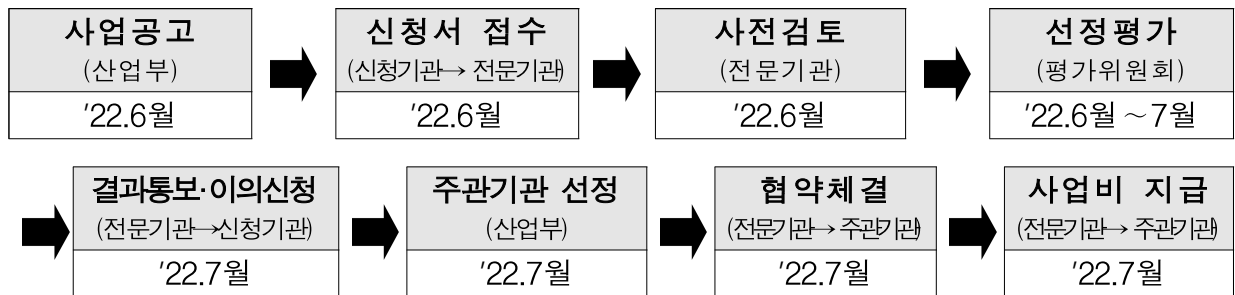 사업공고
(산업부)
'22.6월
신청서 접수
(신청기관→ 전문기관)
'22.6월
사전검토
(전문기관)
'22.6월
선정평가
(평가위원회)
'22.6월 ~ 7월
결과통보·이의신청
(전문기관→신청기관)
'22.7월
주관기관 선정
(산업부)
'22.7월
협약체결
(전문기관→ 주관기관)
'22.7월
사업비 지급
(전문기관→ 주관기관)
'22.7월